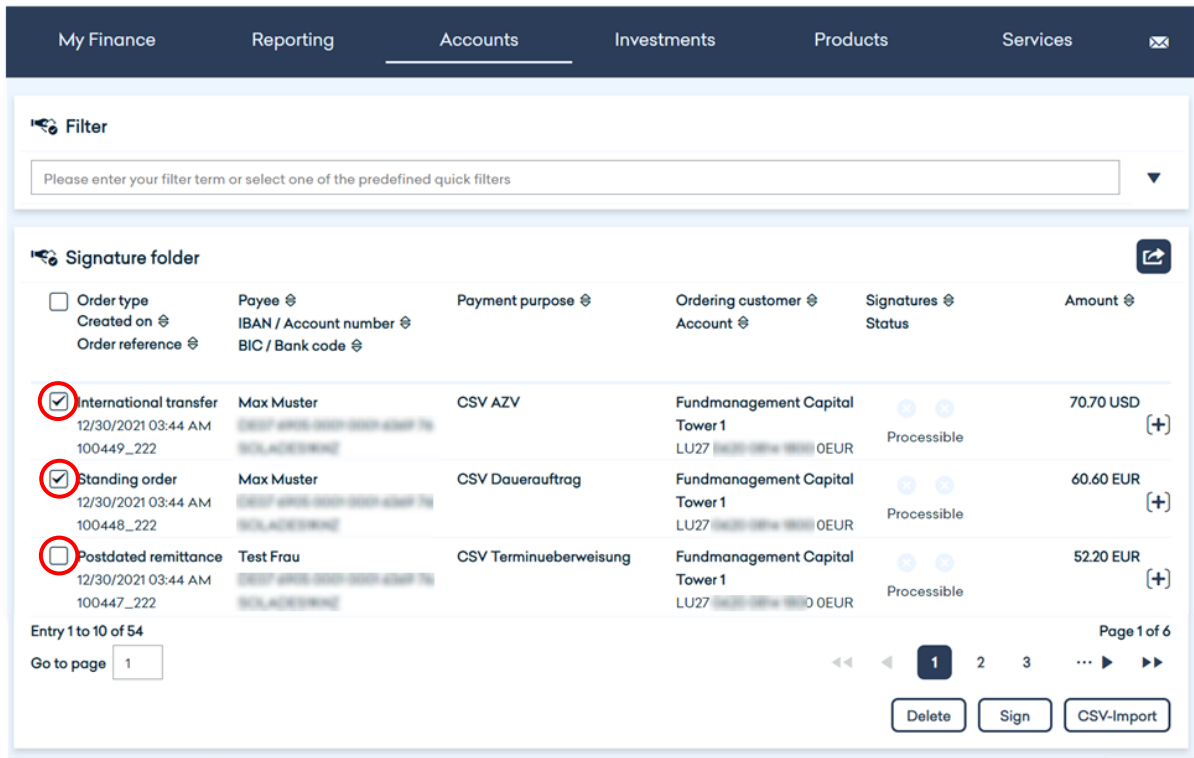 My Finance Reporting Accounts Investments Products Services
Filter
Please enter your filter term or select one of the predefined quick filters
Signature folder
Order type Payee Payment purpose Ordering customer Signatures Amount
Created on IBAN / Account number Account Status
Order reference BIC / Bank code
International transfer Max Muster CSV AZV Fundmanagement Capital 70.70 USD
12/30/2021 03:44 AM Tower 1 Processible [+]
100449_222 LU27 0EUR
Standing order Max Muster CSV Dauerauftrag Fundmanagement Capital 60.60 EUR
12/30/2021 03:44 AM Tower 1 Processible [+]
100448_222 LU27 0EUR
Postdated remittance Test Frau CSV Terminueberweisung Fundmanagement Capital 52.20 EUR
12/30/2021 03:44 AM Tower 1 Processible [+]
100447_222 LU27 0EUR
Entry 1 to 10 of 54 Page 1 of 6
Go to page 1 1 2 3 ...
Delete Sign CSV-Import